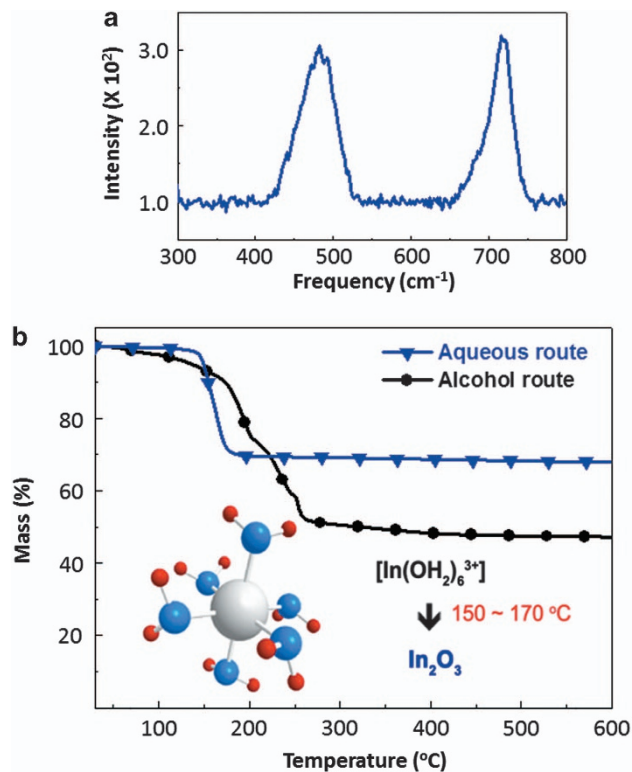 a
Intensity (X 10²)
3.0
2.0
1.0
300 400 500 600 700 800
Frequency (cm⁻¹)
b
Mass (%)
100
80
60
40
20
Aqueous route
Alcohol route
[In(OH₂)₆³⁺]
150 ~ 170 ºC
In₂O₃
100 200 300 400 500 600
Temperature (ºC)